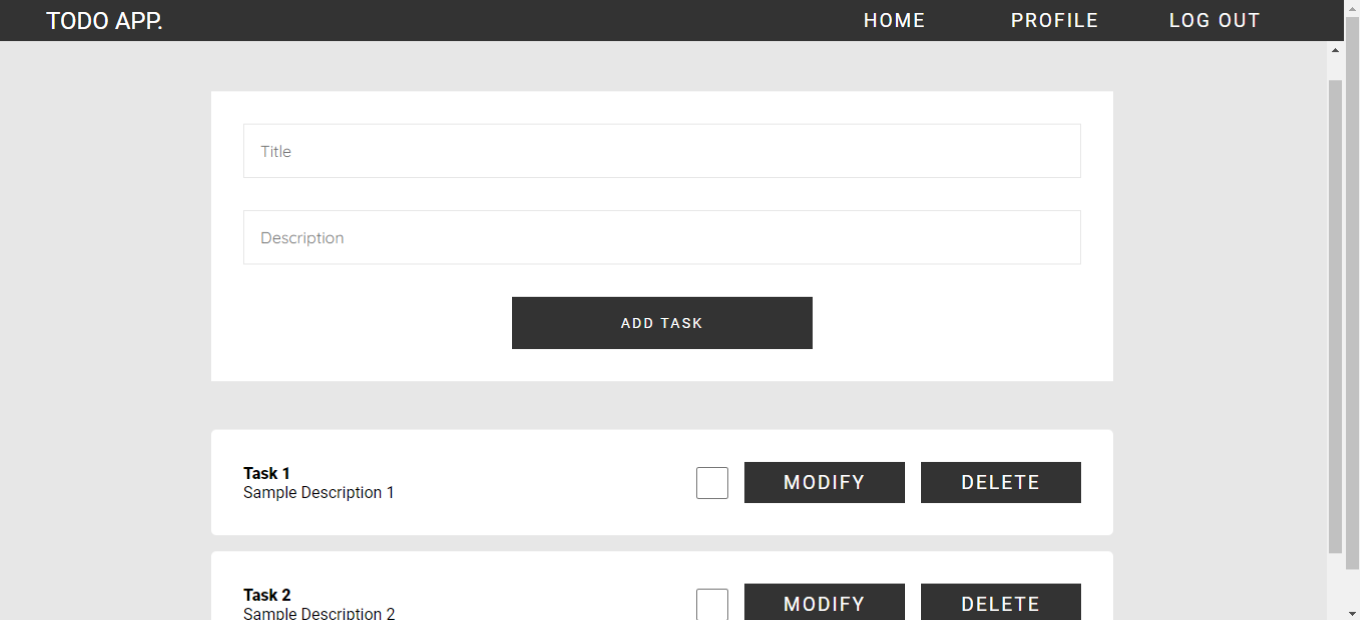 TODO APP.
HOME
PROFILE
LOG OUT
Title
Description
ADD TASK
Task 1
Sample Description 1
MODIFY
DELETE
Task 2
Sample Description 2
MODIFY
DELETE